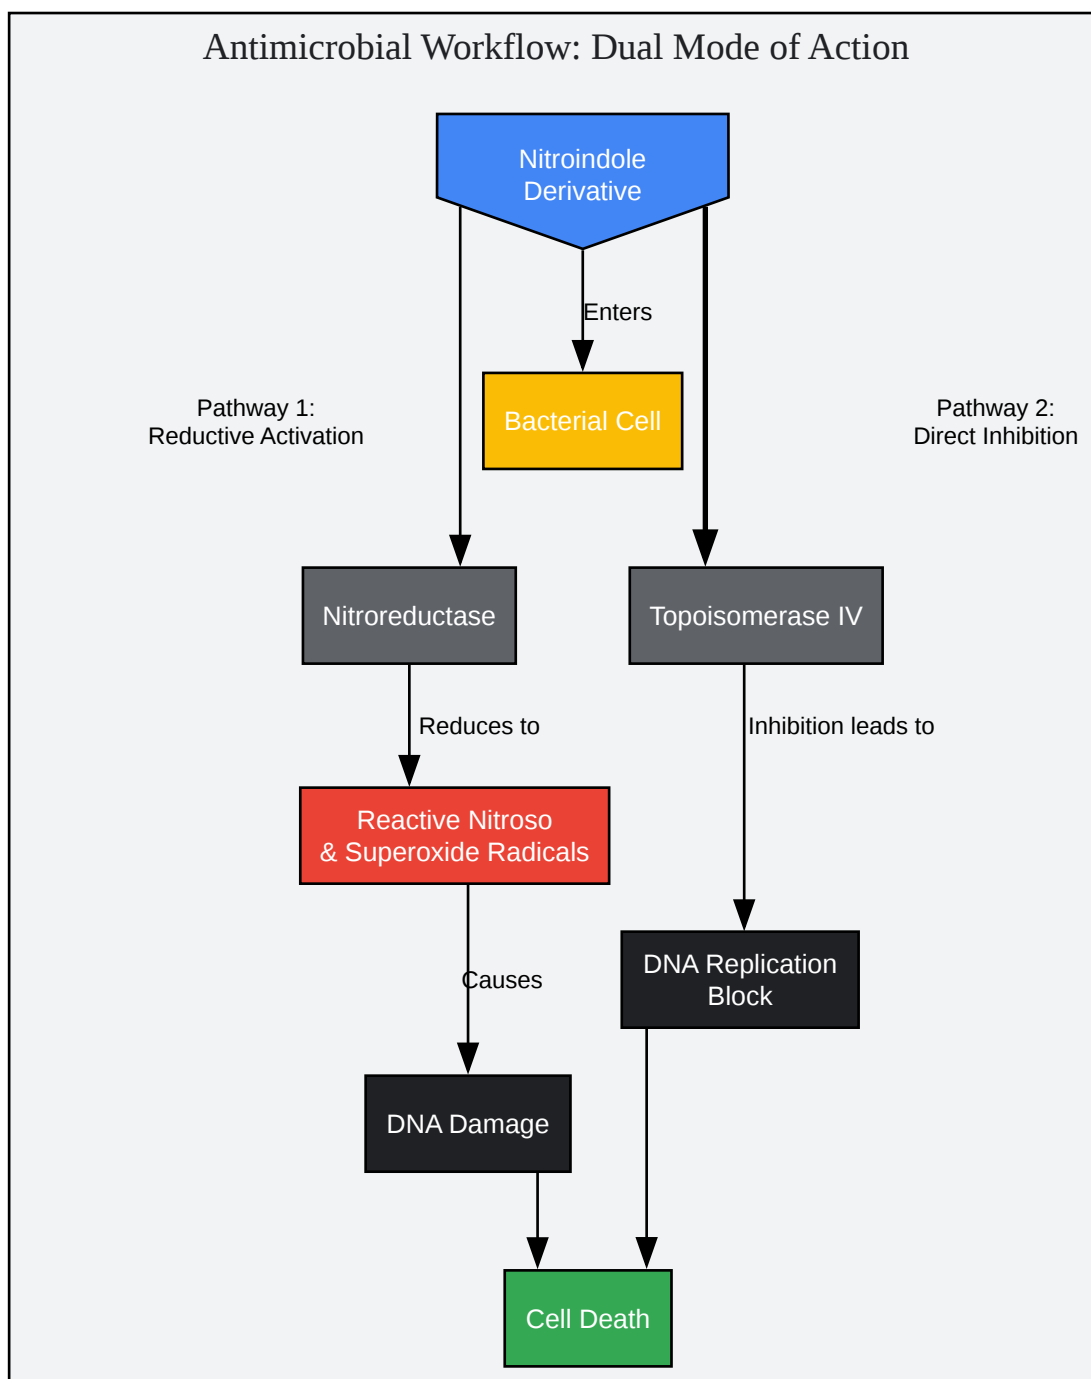 Antimicrobial Workflow: Dual Mode of Action
Nitroindole
Derivative
Enters
Bacterial Cell
Pathway 1:
Reductive Activation
Pathway 2:
Direct Inhibition
Nitroreductase
Topoisomerase IV
Reduces to
Inhibition leads to
Reactive Nitroso
& Superoxide Radicals
DNA Replication
Block
Causes
DNA Damage
Cell Death